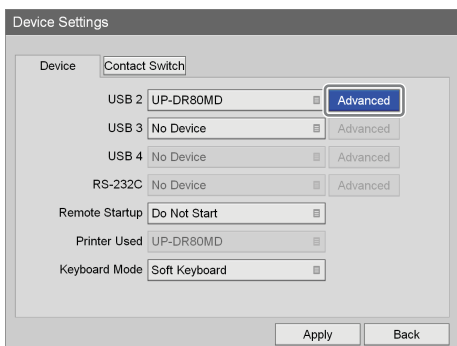 Device Settings
Device Contact Switch
USB 2 UP-DR80MD Advanced
USB 3 No Device Advanced
USB 4 No Device Advanced
RS-232C No Device Advanced
Remote Startup Do Not Start
Printer Used UP-DR80MD
Keyboard Mode Soft Keyboard
Apply Back